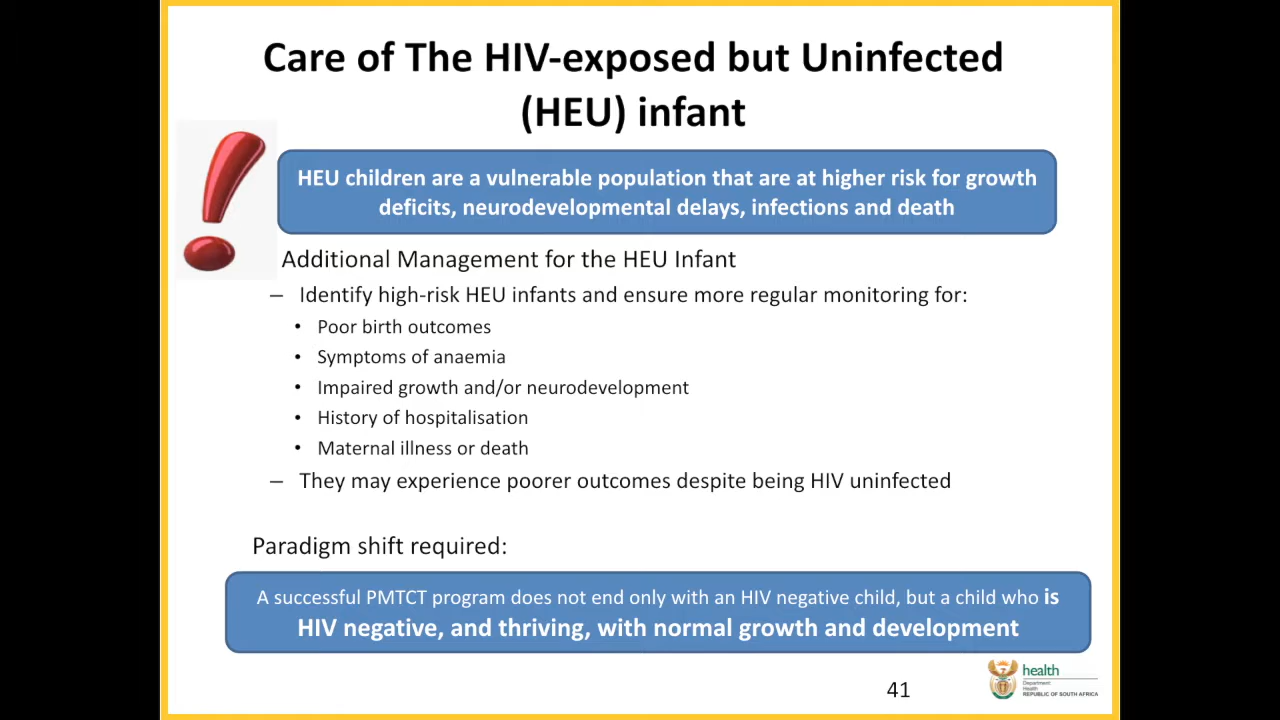 Care of The HIV-exposed but Uninfected
(HEU) infant
HEU children are a vulnerable population that are at higher risk for growth
deficits, neurodevelopmental delays, infections and death
Additional Management for the HEU Infant
– Identify high-risk HEU infants and ensure more regular monitoring for:
• Poor birth outcomes
• Symptoms of anaemia
• Impaired growth and/or neurodevelopment
• History of hospitalisation
• Maternal illness or death
– They may experience poorer outcomes despite being HIV uninfected
Paradigm shift required:
A successful PMTCT program does not end only with an HIV negative child, but a child who is
HIV negative, and thriving, with normal growth and development
41
health
Department:
Health
REPUBLIC OF SOUTH AFRICA